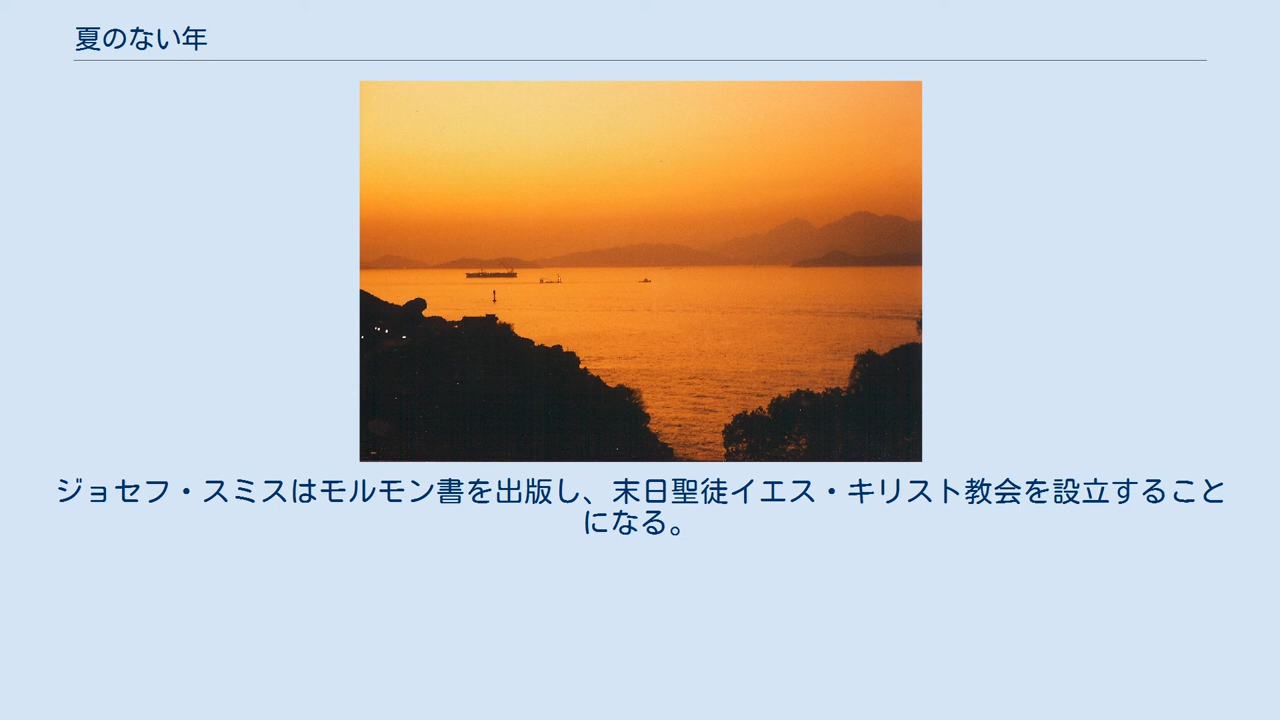 夏のない年
ジョセフ・スミスはモルモン書を出版し、末日聖徒イエス・キリスト教会を設立すること
になる。